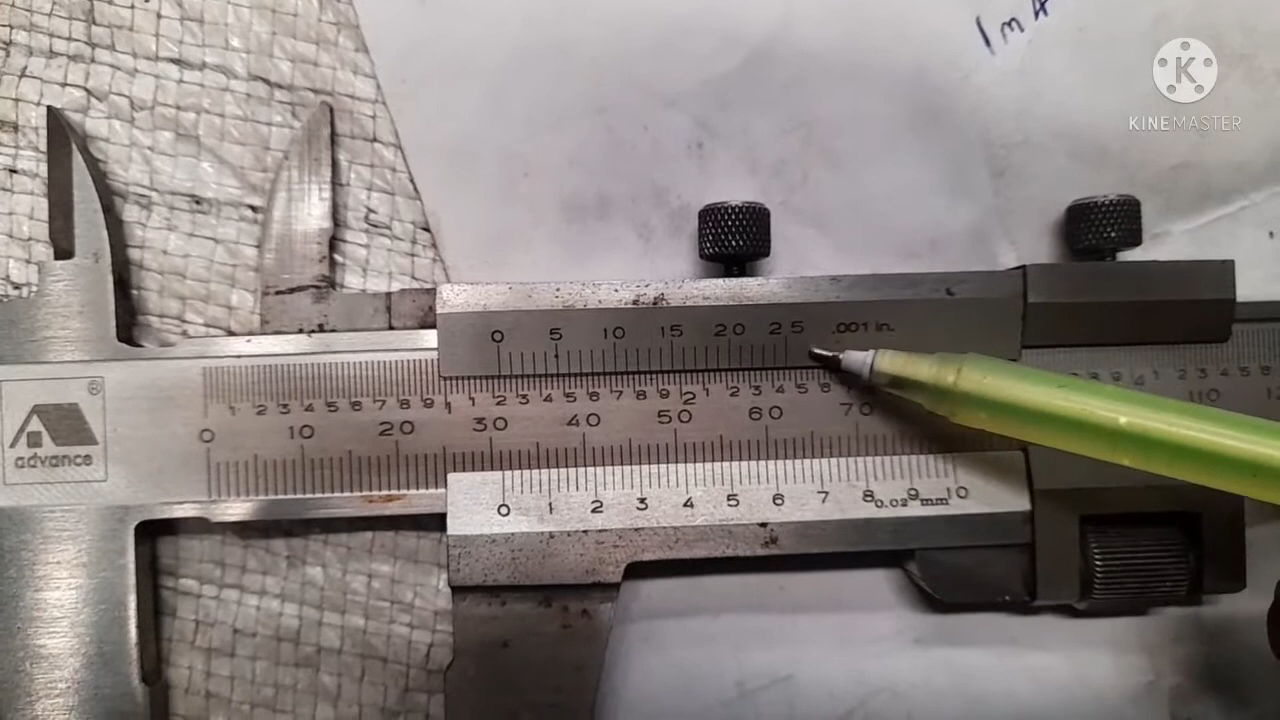 1 in
K
KINEMASTER
0 5 10 15 20 25 .001 in.
®
1 2 3 4 5 6 7 8 9 1 1 2 3 4 5 6 7 8 9 2 1 2 3 4 5 6
0 10 20 30 40 50 60 70 110
advance
0 1 2 3 4 5 6 7 8 0.02 9 mm 10